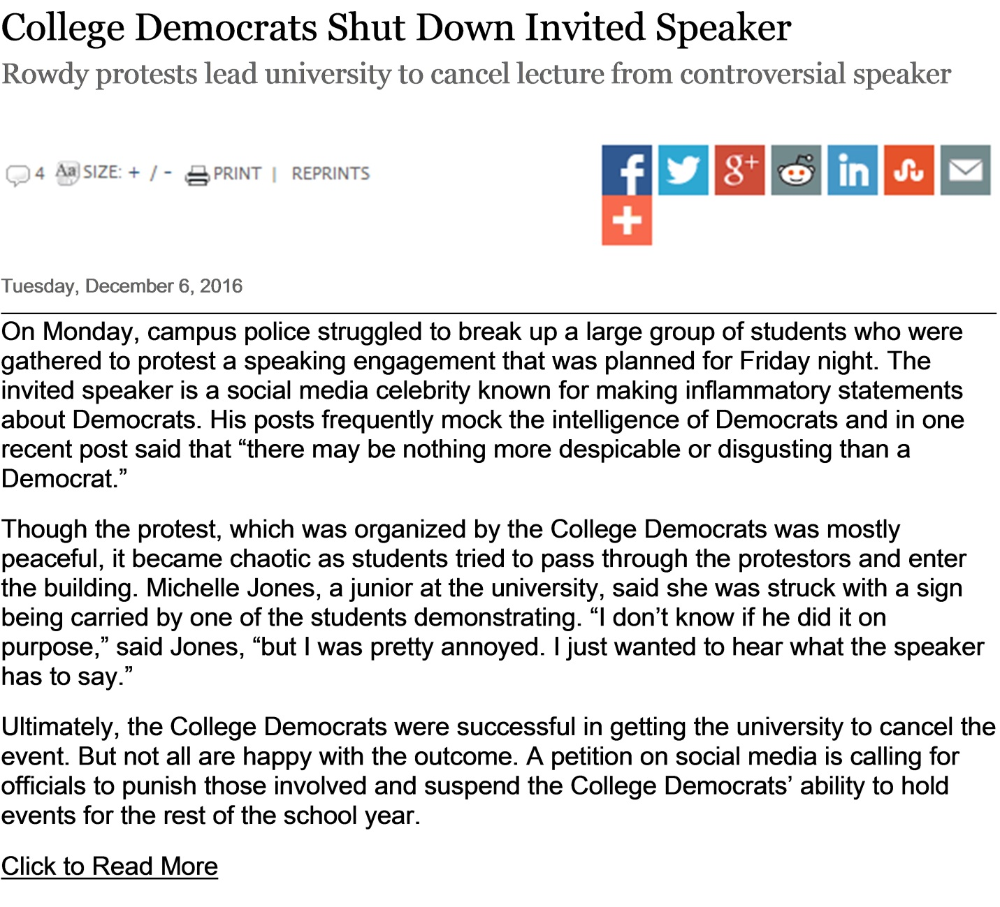 College Democrats Shut Down Invited Speaker
Rowdy protests lead university to cancel lecture from controversial speaker
4 Aa SIZE: + / - PRINT | REPRINTS
f g+ in
+
Tuesday, December 6, 2016
On Monday, campus police struggled to break up a large group of students who were
gathered to protest a speaking engagement that was planned for Friday night. The
invited speaker is a social media celebrity known for making inflammatory statements
about Democrats. His posts frequently mock the intelligence of Democrats and in one
recent post said that “there may be nothing more despicable or disgusting than a
Democrat.”
Though the protest, which was organized by the College Democrats was mostly
peaceful, it became chaotic as students tried to pass through the protestors and enter
the building. Michelle Jones, a junior at the university, said she was struck with a sign
being carried by one of the students demonstrating. “I don’t know if he did it on
purpose,” said Jones, “but I was pretty annoyed. I just wanted to hear what the speaker
has to say.”
Ultimately, the College Democrats were successful in getting the university to cancel the
event. But not all are happy with the outcome. A petition on social media is calling for
officials to punish those involved and suspend the College Democrats’ ability to hold
events for the rest of the school year.
Click to Read More